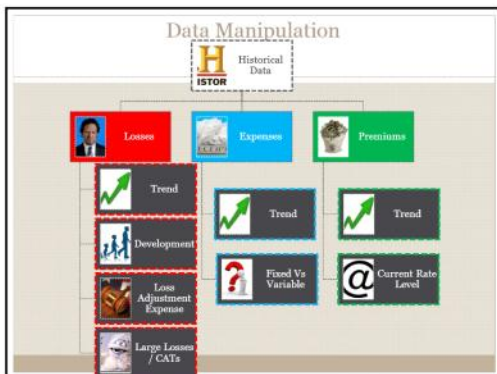 Data Manipulation
H
ISTOR
Historical
Data
Losses
Expenses
Premiums
Trend
Development
Loss
Adjustment
Expense
Large Losses
/ CATs
Trend
Fixed Vs
Variable
Trend
@
Current Rate
Level